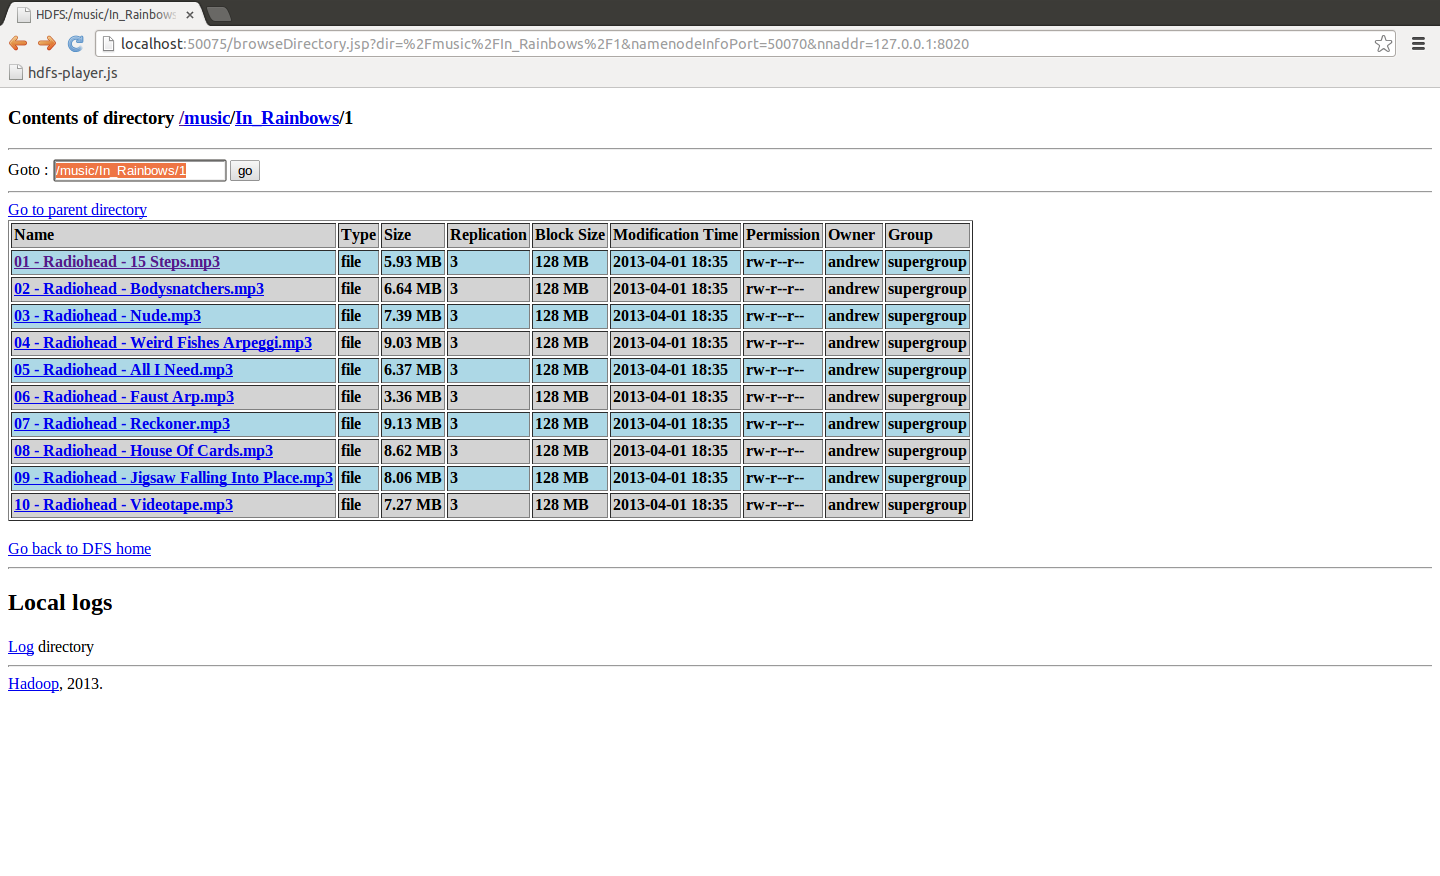 HDFS:/music/In_Rainbows
localhost:50075/browseDirectory.jsp?dir=%2Fmusic%2FIn_Rainbows%2F1&namenodeInfoPort=50070&nnaddr=127.0.0.1:8020
hdfs-player.js
Contents of directory /music/In_Rainbows/1
Goto : /music/In_Rainbows/1 go
Go to parent directory
Name Type Size Replication Block Size Modification Time Permission Owner Group
01 - Radiohead - 15 Steps.mp3 file 5.93 MB 3 128 MB 2013-04-01 18:35 rw-r--r-- andrew supergroup
02 - Radiohead - Bodysnatchers.mp3 file 6.64 MB 3 128 MB 2013-04-01 18:35 rw-r--r-- andrew supergroup
03 - Radiohead - Nude.mp3 file 7.39 MB 3 128 MB 2013-04-01 18:35 rw-r--r-- andrew supergroup
04 - Radiohead - Weird Fishes Arpeggi.mp3 file 9.03 MB 3 128 MB 2013-04-01 18:35 rw-r--r-- andrew supergroup
05 - Radiohead - All I Need.mp3 file 6.37 MB 3 128 MB 2013-04-01 18:35 rw-r--r-- andrew supergroup
06 - Radiohead - Faust Arp.mp3 file 3.36 MB 3 128 MB 2013-04-01 18:35 rw-r--r-- andrew supergroup
07 - Radiohead - Reckoner.mp3 file 9.13 MB 3 128 MB 2013-04-01 18:35 rw-r--r-- andrew supergroup
08 - Radiohead - House Of Cards.mp3 file 8.62 MB 3 128 MB 2013-04-01 18:35 rw-r--r-- andrew supergroup
09 - Radiohead - Jigsaw Falling Into Place.mp3 file 8.06 MB 3 128 MB 2013-04-01 18:35 rw-r--r-- andrew supergroup
10 - Radiohead - Videotape.mp3 file 7.27 MB 3 128 MB 2013-04-01 18:35 rw-r--r-- andrew supergroup
Go back to DFS home
Local logs
Log directory
Hadoop, 2013.